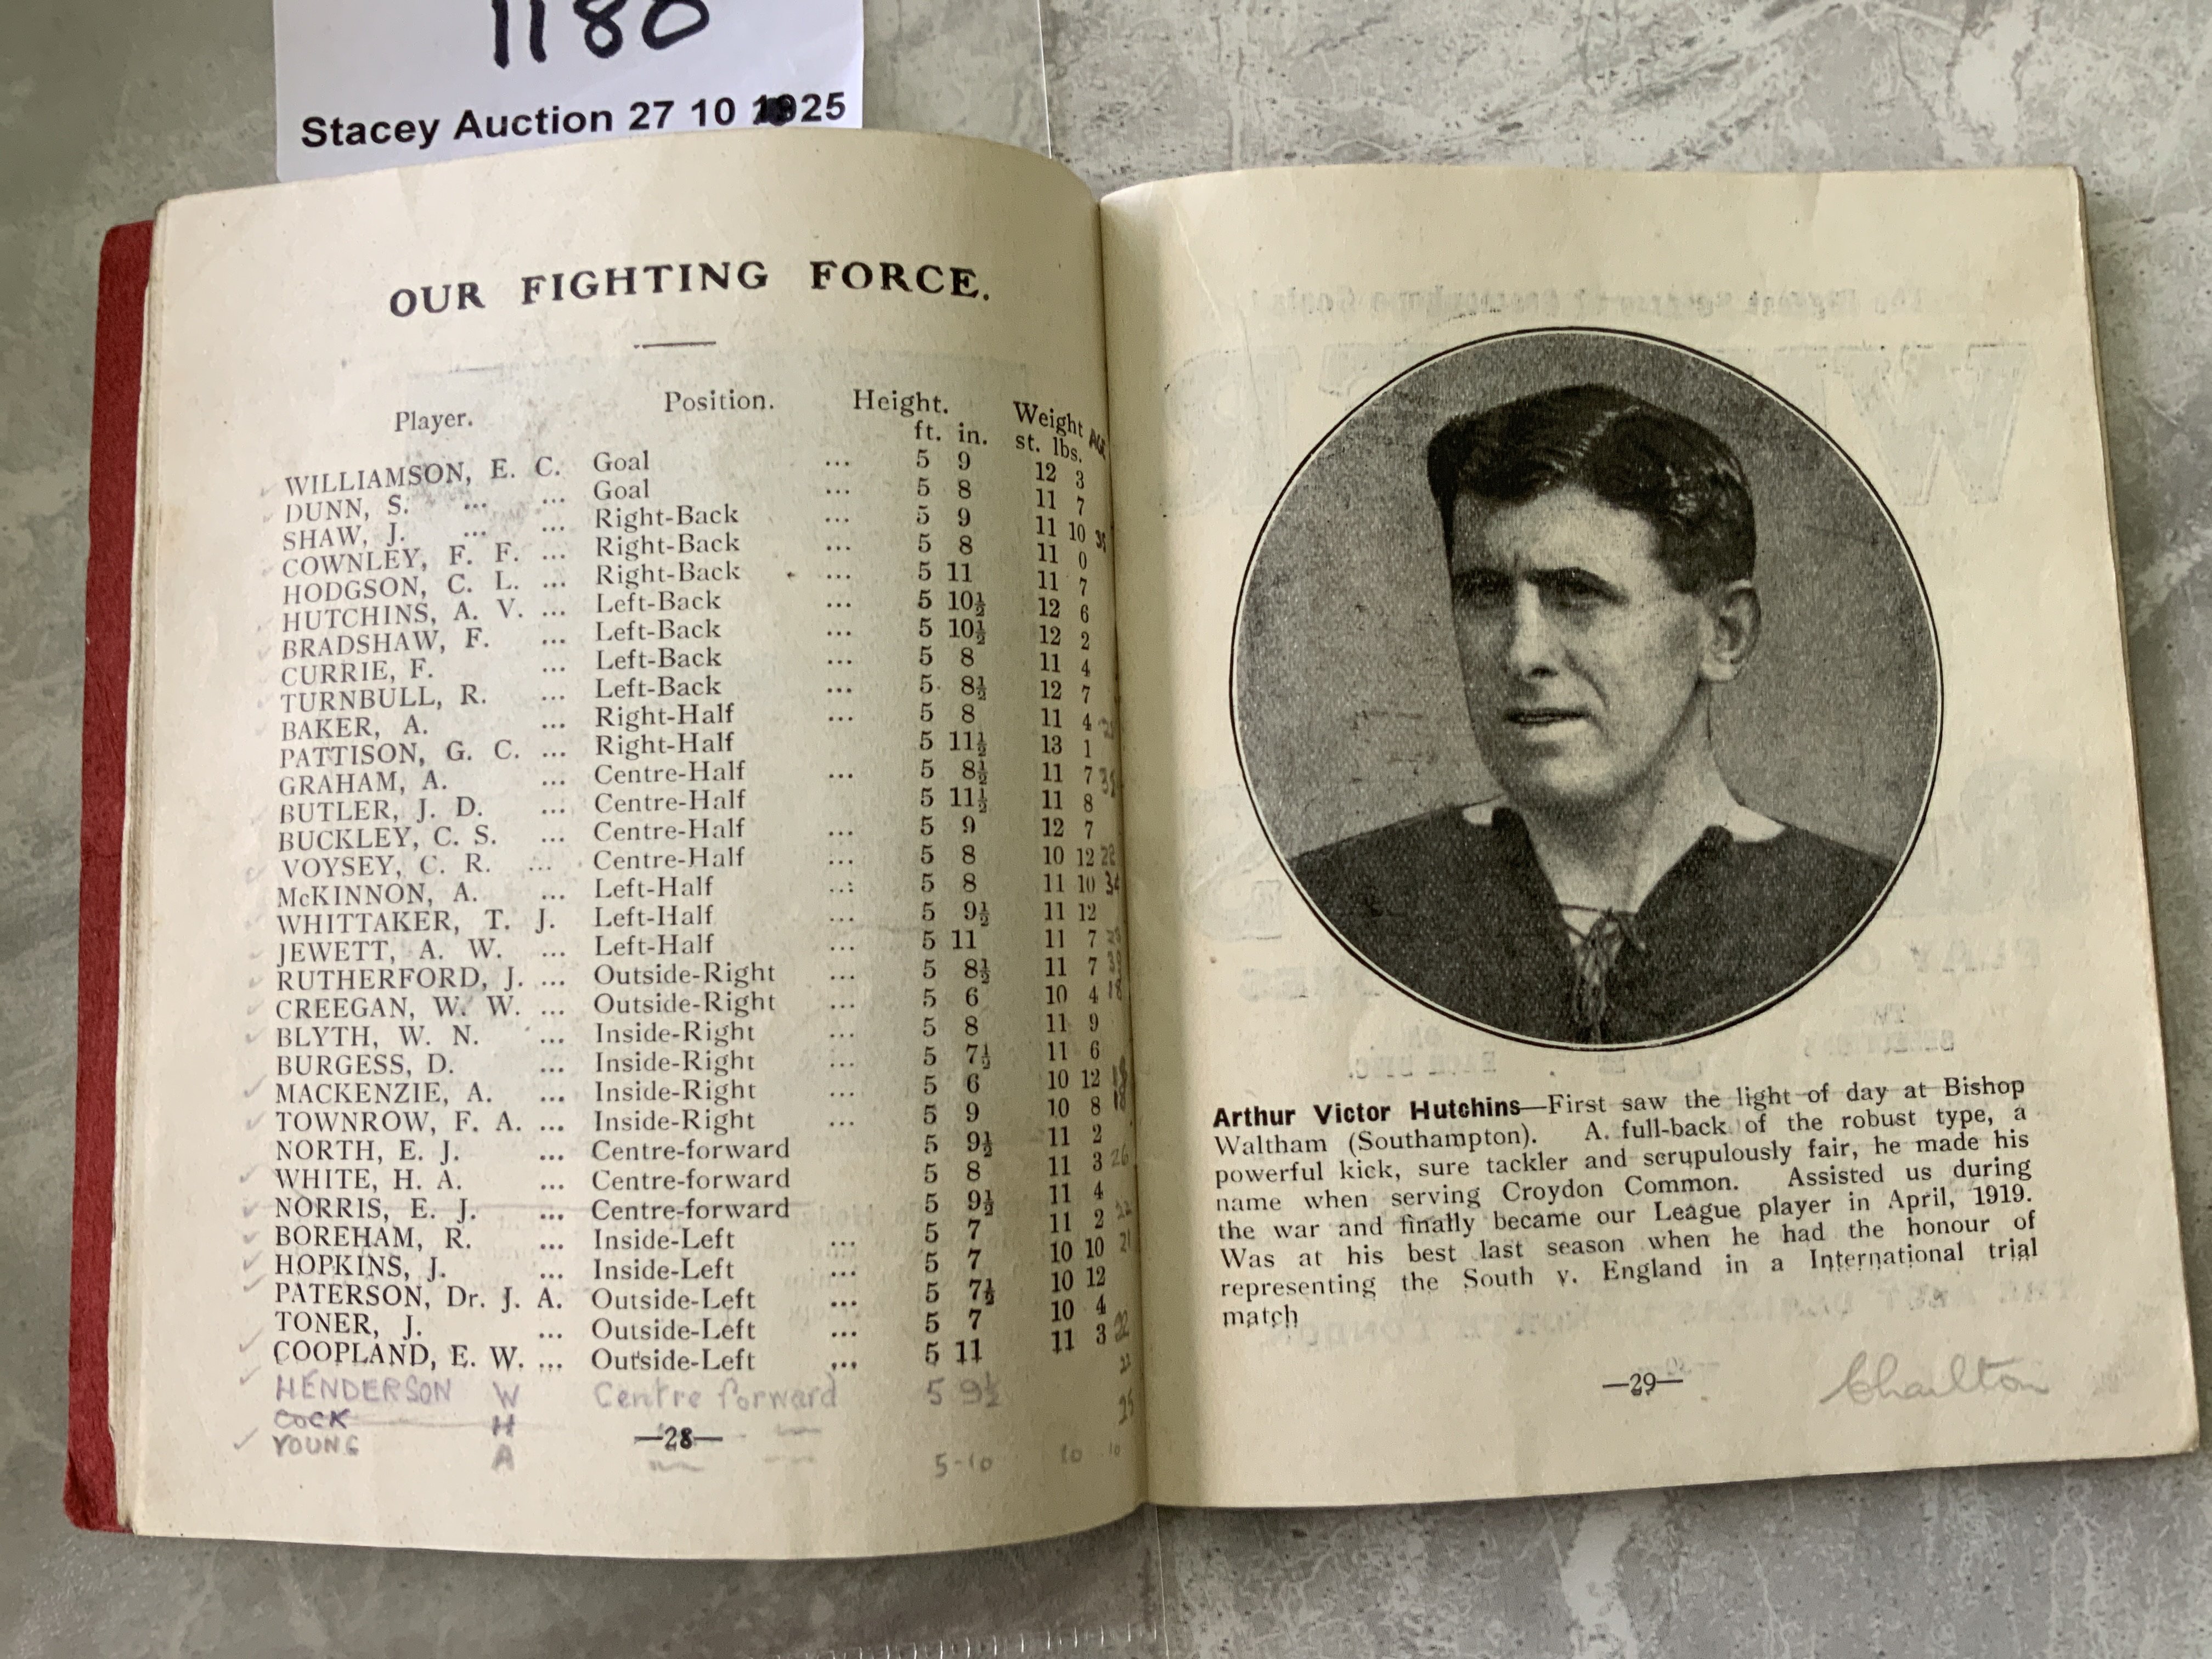 1180
Stacey Auction 27 10 2025
OUR FIGHTING FORCE.
Player. Position. Height. Weight AGE
ft. in. st. lbs.
WILLIAMSON, E. C. Goal ... 5 9 12 3
DUNN, S. ... ... Goal ... 5 8 11 7
SHAW, J. ... ... Right-Back ... 5 9 11 10
COWNLEY, F. F. ... Right-Back ... 5 8 11 0
HODGSON, C. L. ... Right-Back ... 5 11 11 7
HUTCHINS, A. V. ... Left-Back ... 5 10½ 12 6
BRADSHAW, F. ... Left-Back ... 5 10½ 12 2
CURRIE, F. ... Left-Back ... 5 8 11 4
TURNBULL, R. ... Left-Back ... 5 8½ 12 7
BAKER, A. ... Right-Half ... 5 8 11 4
PATTISON, G. C. ... Right-Half 5 11½ 13 1
GRAHAM, A. ... Centre-Half ... 5 8½ 11 7
BUTLER, J. D. ... Centre-Half 5 11½ 11 8
BUCKLEY, C. S. ... Centre-Half ... 5 9 12 7
VOYSEY, C. R. ... Centre-Half ... 5 8 10 12 22
McKINNON, A. ... Left-Half ... 5 8 11 10
WHITTAKER, T. J. Left-Half ... 5 9½ 11 12
JEWETT, A. W. ... Left-Half ... 5 11 11 7
RUTHERFORD, J. ... Outside-Right ... 5 8½ 11 7
CREEGAN, W. W. ... Outside-Right ... 5 6 10 4 18
BLYTH, W. N. ... Inside-Right ... 5 8 11 9
BURGESS, D. ... Inside-Right ... 5 7½ 11 6
MACKENZIE, A. ... Inside-Right ... 5 6 10 12 18
TOWNROW, F. A. ... Inside-Right ... 5 9 10 8 18
NORTH, E. J. ... Centre-forward 5 9½ 11 2
WHITE, H. A. ... Centre-forward 5 8 11 3 26
NORRIS, E. J. ... Centre-forward 5 9½ 11 4
BOREHAM, R. ... Inside-Left ... 5 7 11 2 22
HOPKINS, J. ... Inside-Left ... 5 7 10 10 21
PATERSON, Dr. J. A. Outside-Left ... 5 7½ 10 12
TONER, J. ... Outside-Left ... 5 7 10 4
COOPLAND, E. W. ... Outside-Left ... 5 11 11 3 22
HENDERSON W Centre forward 5 9½
COCK H
YOUNG A 5-10 10 10
—28—
Arthur Victor Hutchins—First saw the light of day at Bishop
Waltham (Southampton). A. full-back of the robust type, a
powerful kick, sure tackler and scrupulously fair, he made his
name when serving Croydon Common. Assisted us during
the war and finally became our League player in April, 1919.
Was at his best last season when he had the honour of
representing the South v. England in a International trial
match
—29—
Charlton